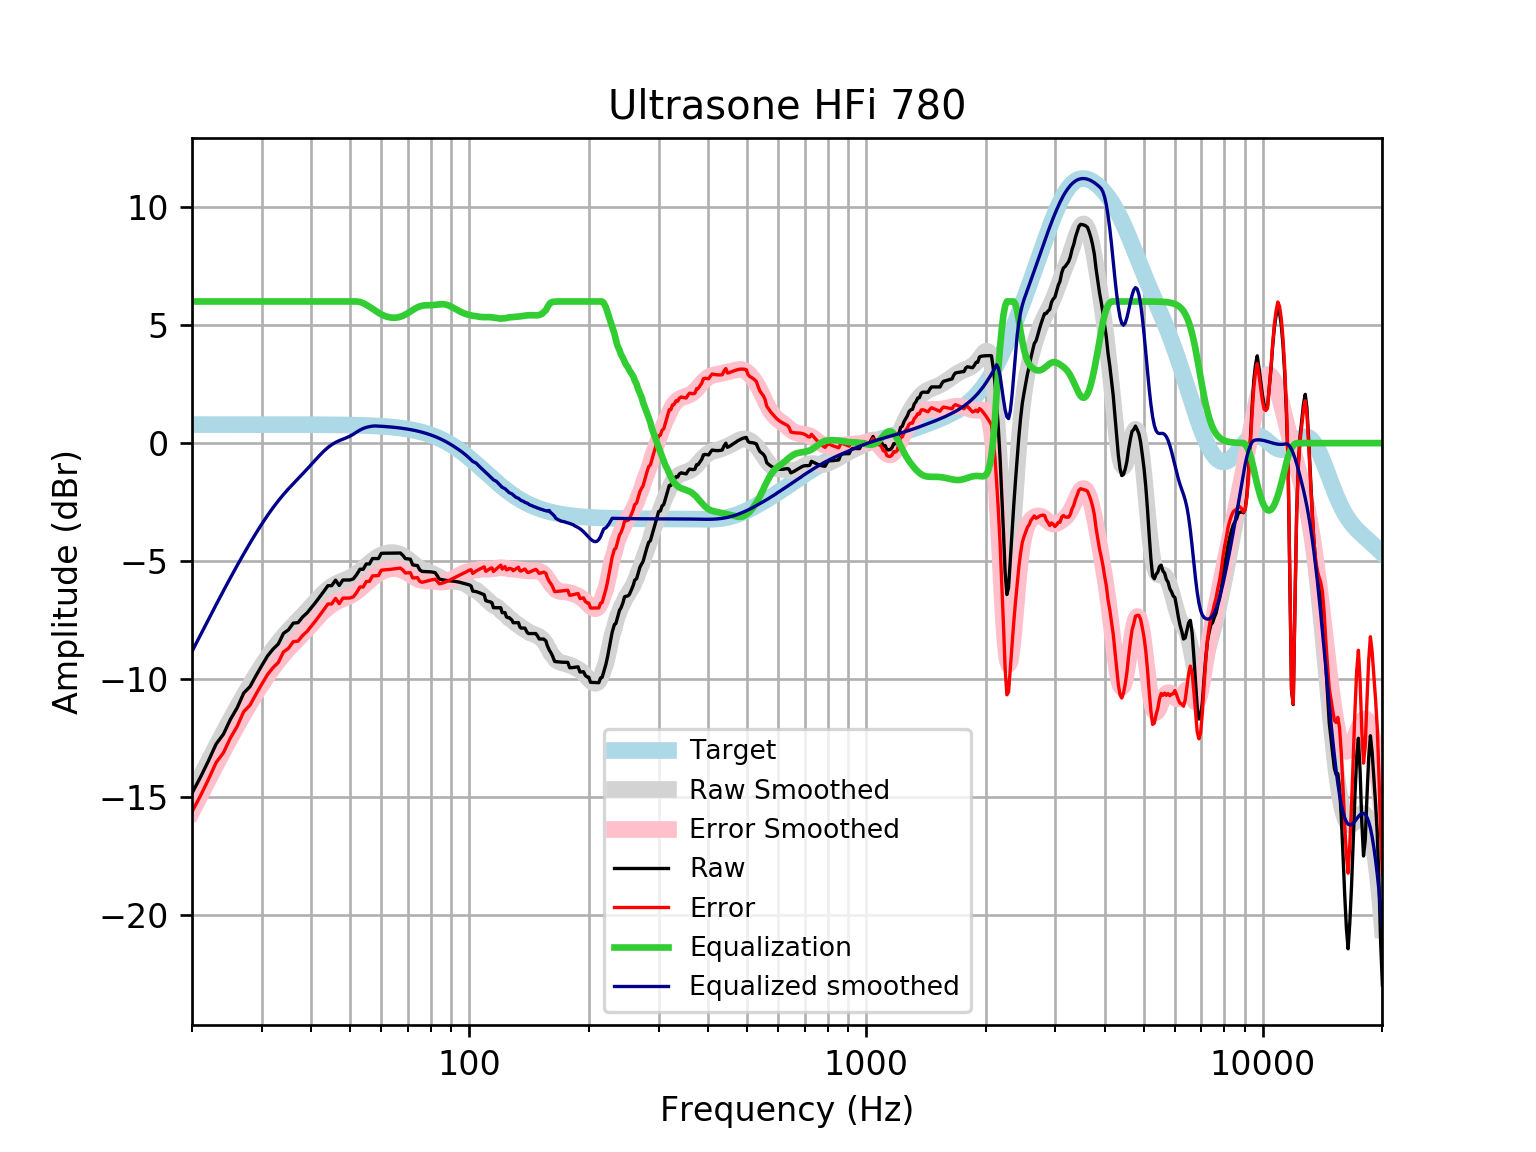 Ultrasone HFi 780
10
5
0
−5
−10
−15
−20
Amplitude (dBr)
Target
Raw Smoothed
Error Smoothed
Raw
Error
Equalization
Equalized smoothed
100 1000 10000
Frequency (Hz)